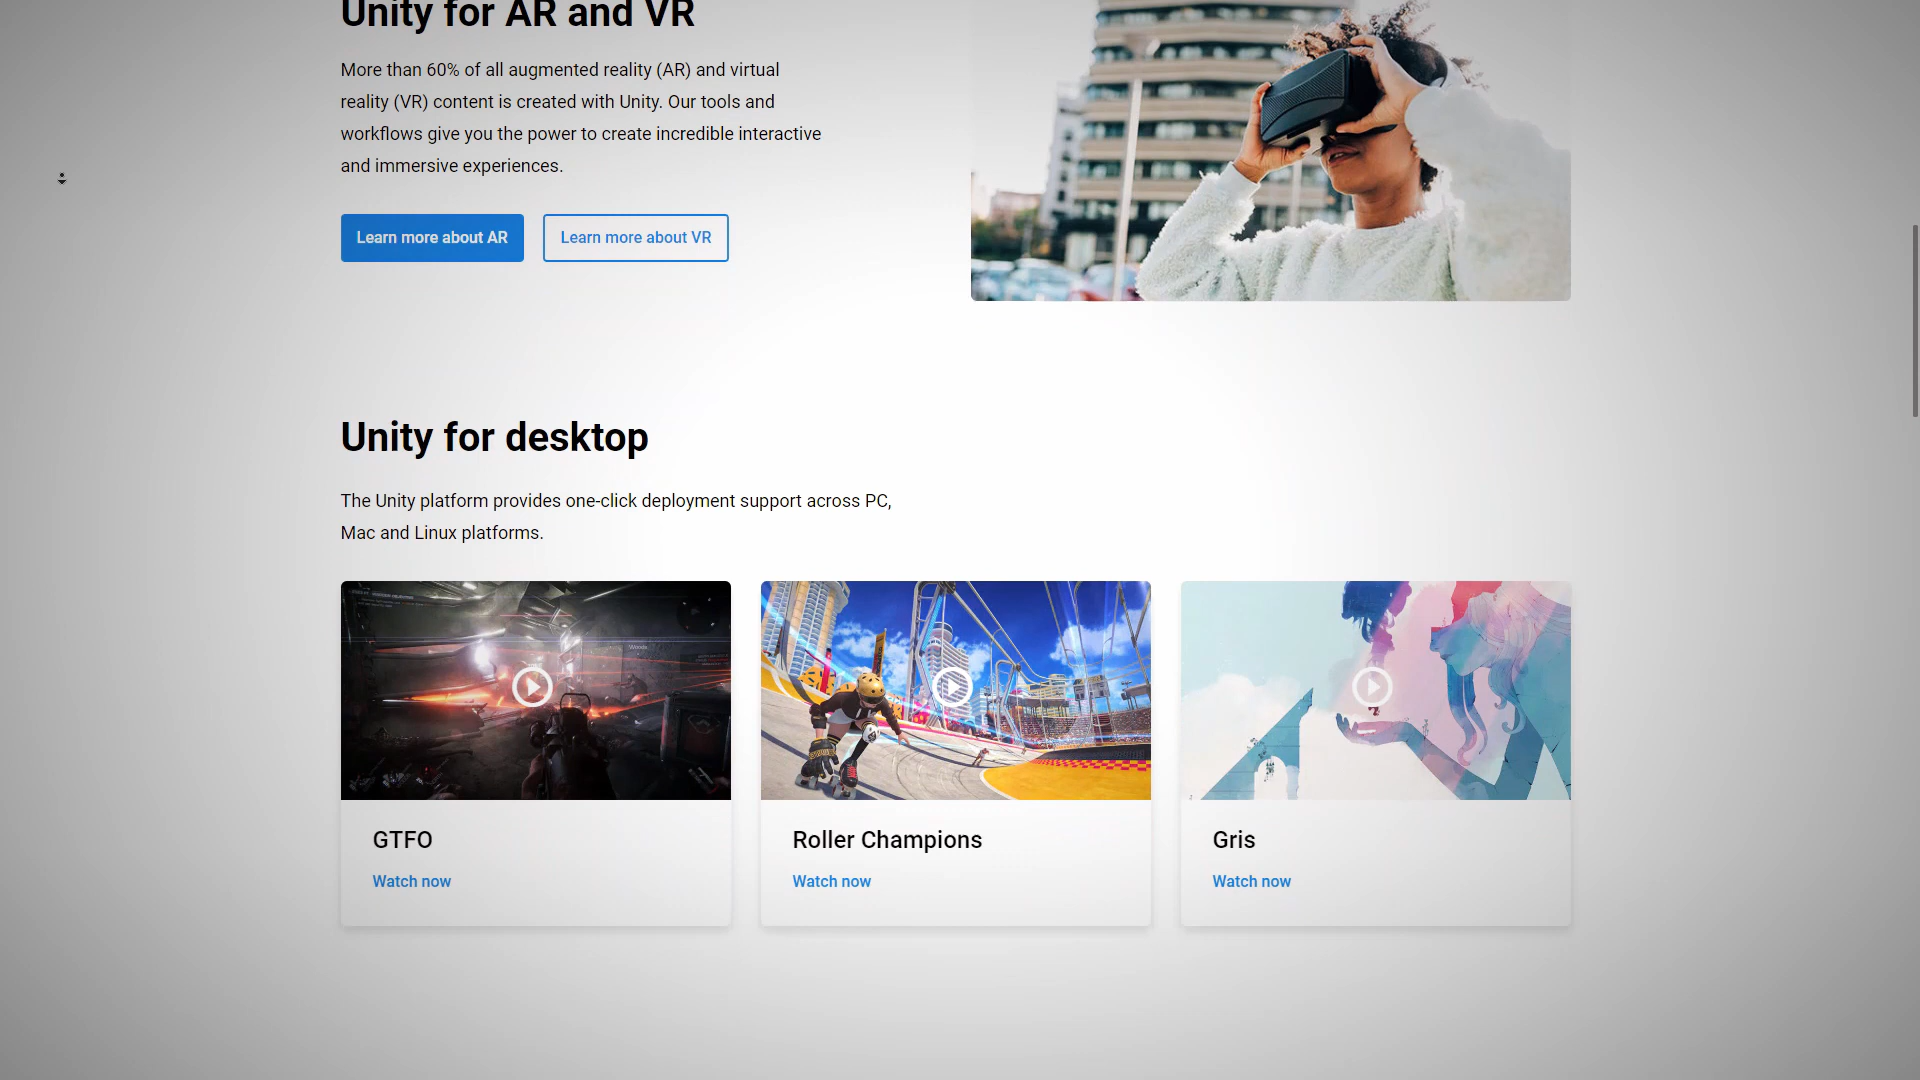 Unity for AR and VR
More than 60% of all augmented reality (AR) and virtual
reality (VR) content is created with Unity. Our tools and
workflows give you the power to create incredible interactive
and immersive experiences.
Learn more about AR
Learn more about VR
Unity for desktop
The Unity platform provides one-click deployment support across PC,
Mac and Linux platforms.
Woods
GTFO
Watch now
Roller Champions
Watch now
Gris
Watch now